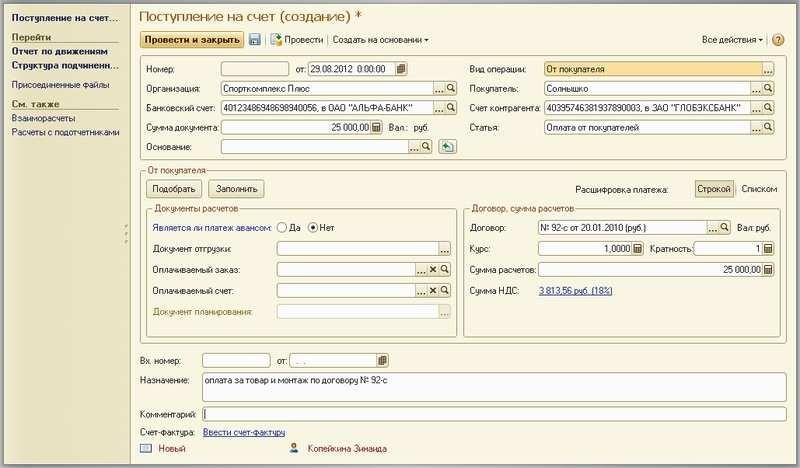 Поступление на счет...
Перейти
Отчет по движениям
Структура подчиненн...
Присоединенные файлы
См. также
Взаиморасчеты
Расчеты с подотчетниками
Поступление на счет (создание) *
Провести и закрыть Провести Создать на основании Все действия
Номер: от: 29.08.2012 0:00:00 Вид операции: От покупателя
Организация: Спорткомплекс Плюс Покупатель: Солнышко
Банковский счет: 40123486948698940056, в ОАО "АЛЬФА-БАНК" Счет контрагента: 40395746381937890003, в ЗАО "ГЛОБЭКСБАНК"
Сумма документа: 25 000,00 Вал.: руб. Статья: Оплата от покупателей
Основание:
От покупателя
Подобрать Заполнить Расшифровка платежа: Строкой Списком
Документы расчетов Договор, сумма расчетов
Является ли платеж авансом: Да Нет Договор: № 92-с от 20.01.2010 (руб.) Вал: руб.
Документ отгрузки: Курс: 1,0000 Кратность: 1
Оплачиваемый заказ: Сумма расчетов: 25 000,00
Оплачиваемый счет: Сумма НДС: 3 813,56 руб. (18%)
Документ планирования:
Вх. номер: от: . .
Назначение: оплата за товар и монтаж по договору № 92-с
Комментарий:
Счет-фактура: Ввести счет-фактуру
Новый Копейкина Зинаида